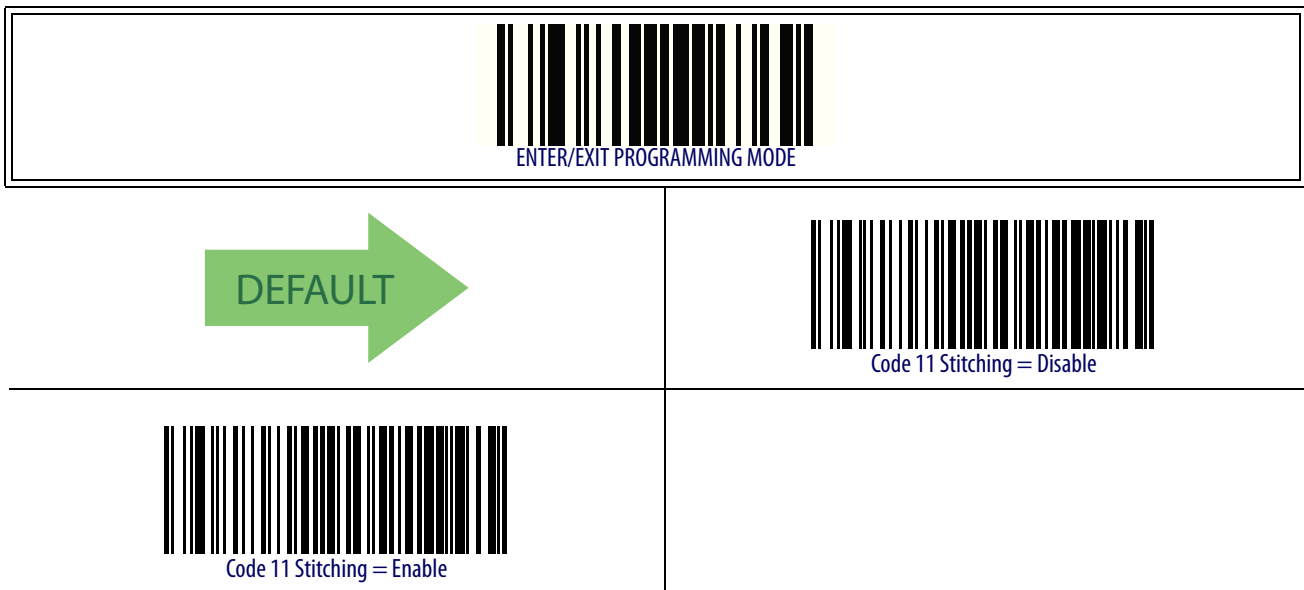 ENTER/EXIT PROGRAMMING MODE
DEFAULT
Code 11 Stitching = Disable
Code 11 Stitching = Enable